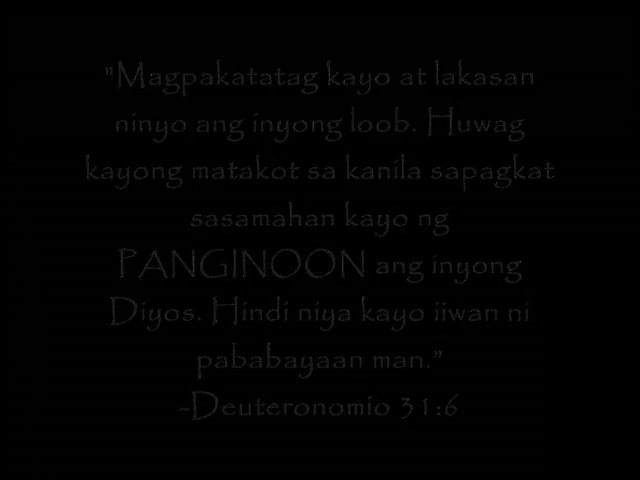 "Magpakatatag kayo at lakasan
ninyo ang inyong loob. Huwag
kayong matakot sa kanila sapagkat
sasamahan kayo ng
PANGINOON ang inyong
Diyos. Hindi niya kayo iiwan ni
pababayaan man.”
-Deuteronomio 31:6